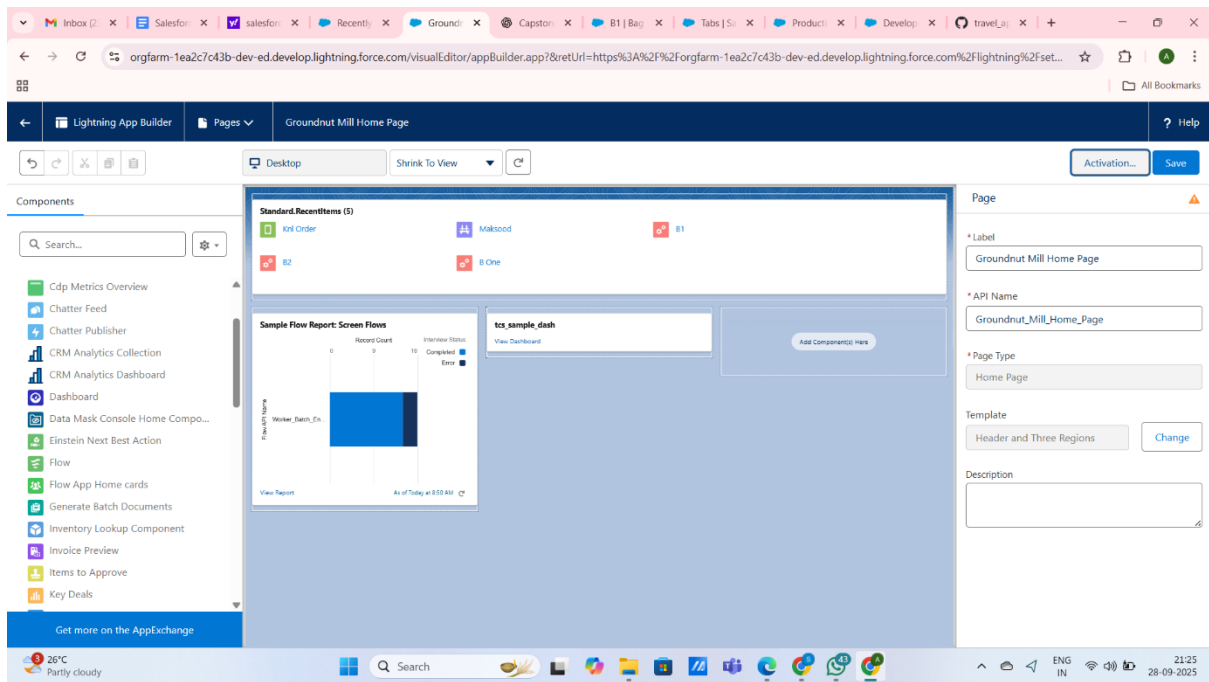 Inbox (2
Salesfor
salesfor
Recently
Ground
Capston
B1 | Bag
Tabs | Sa
Producti
Develop
travel_a
orgfarm-1ea2c7c43b-dev-ed.develop.lightning.force.com/visualEditor/appBuilder.app?&retUrl=https%3A%2F%2Forgfarm-1ea2c7c43b-dev-ed.develop.lightning.force.com%2Flightning%2Fset...
A
All Bookmarks
Lightning App Builder
Pages
Groundnut Mill Home Page
? Help
Desktop
Shrink To View
Activation...
Save
Components
Search...
Cdp Metrics Overview
Chatter Feed
Chatter Publisher
CRM Analytics Collection
CRM Analytics Dashboard
Dashboard
Data Mask Console Home Compo...
Einstein Next Best Action
Flow
Flow App Home cards
Generate Batch Documents
Inventory Lookup Component
Invoice Preview
Items to Approve
Key Deals
Get more on the AppExchange
Standard.RecentItems (5)
Knl Order
Maksood
B1
B2
B One
Sample Flow Report: Screen Flows
Record Count
Interview Status
0 9 18
Completed
Error
Flow API Name
Worker_Batch_En...
View Report
As of Today at 8:50 AM
tcs_sample_dash
View Dashboard
Add Component(s) Here
Page
*Label
Groundnut Mill Home Page
*API Name
Groundnut_Mill_Home_Page
*Page Type
Home Page
Template
Header and Three Regions
Change
Description
3
26°C
Partly cloudy
Search
43
A
ENG
IN
21:25
28-09-2025